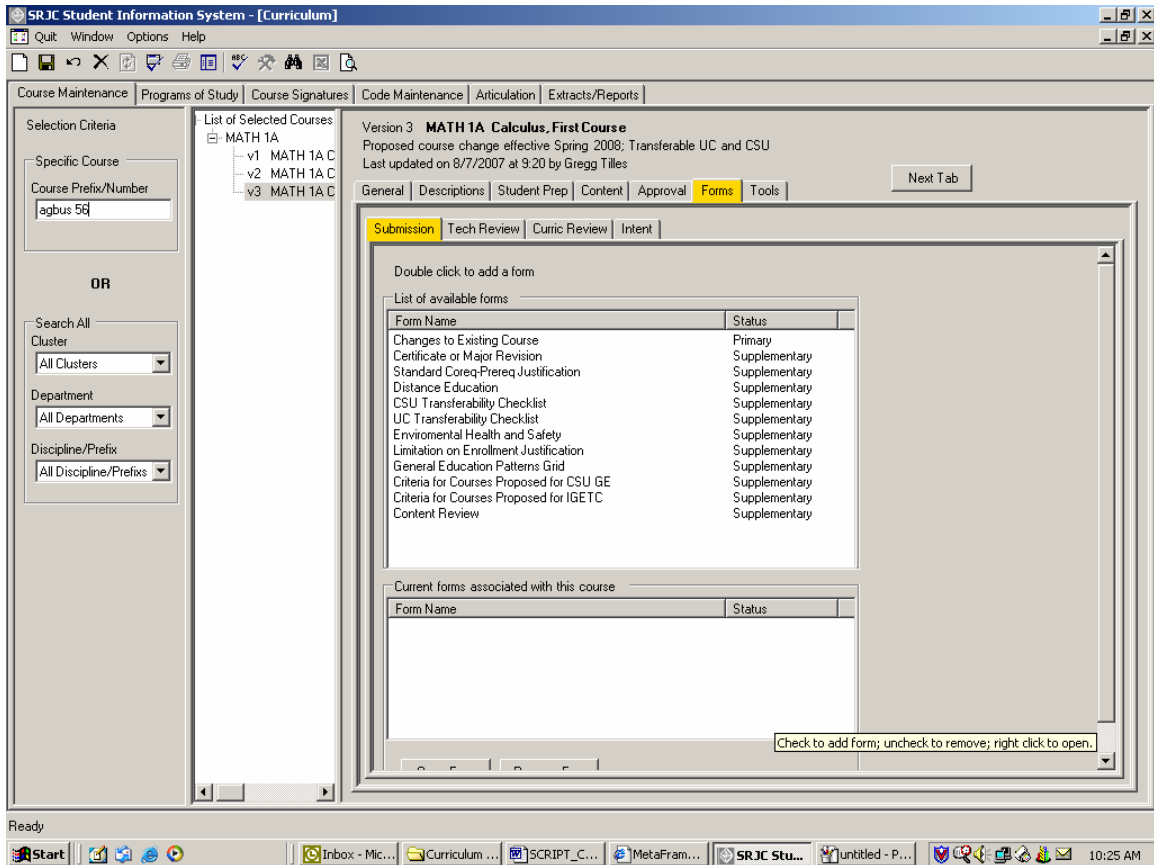 SRJC Student Information System - [Curriculum]
Quit Window Options Help
Course Maintenance Programs of Study Course Signatures Code Maintenance Articulation Extracts/Reports
Selection Criteria
Specific Course
Course Prefix/Number
agbus 56
OR
Search All
Cluster
All Clusters
Department
All Departments
Discipline/Prefix
All Discipline/Prefixs
List of Selected Courses
MATH 1A
v1 MATH 1A C
v2 MATH 1A C
v3 MATH 1A C
Version 3 MATH 1A Calculus, First Course
Proposed course change effective Spring 2008; Transferable UC and CSU
Last updated on 8/7/2007 at 9:20 by Gregg Tilles
Next Tab
General Descriptions Student Prep Content Approval Forms Tools
Submission Tech Review Curric Review Intent
Double click to add a form
List of available forms
Form Name Status
Changes to Existing Course Primary
Certificate or Major Revision Supplementary
Standard Coreq-Prereq Justification Supplementary
Distance Education Supplementary
CSU Transferability Checklist Supplementary
UC Transferability Checklist Supplementary
Enviromental Health and Safety Supplementary
Limitation on Enrollment Justification Supplementary
General Education Patterns Grid Supplementary
Criteria for Courses Proposed for CSU GE Supplementary
Criteria for Courses Proposed for IGETC Supplementary
Content Review Supplementary
Current forms associated with this course
Form Name Status
Check to add form; uncheck to remove; right click to open.
Ready
Start Inbox - Mic... Curriculum ... SCRIPT_C... MetaFram... SRJC Stu... untitled - P... 10:25 AM